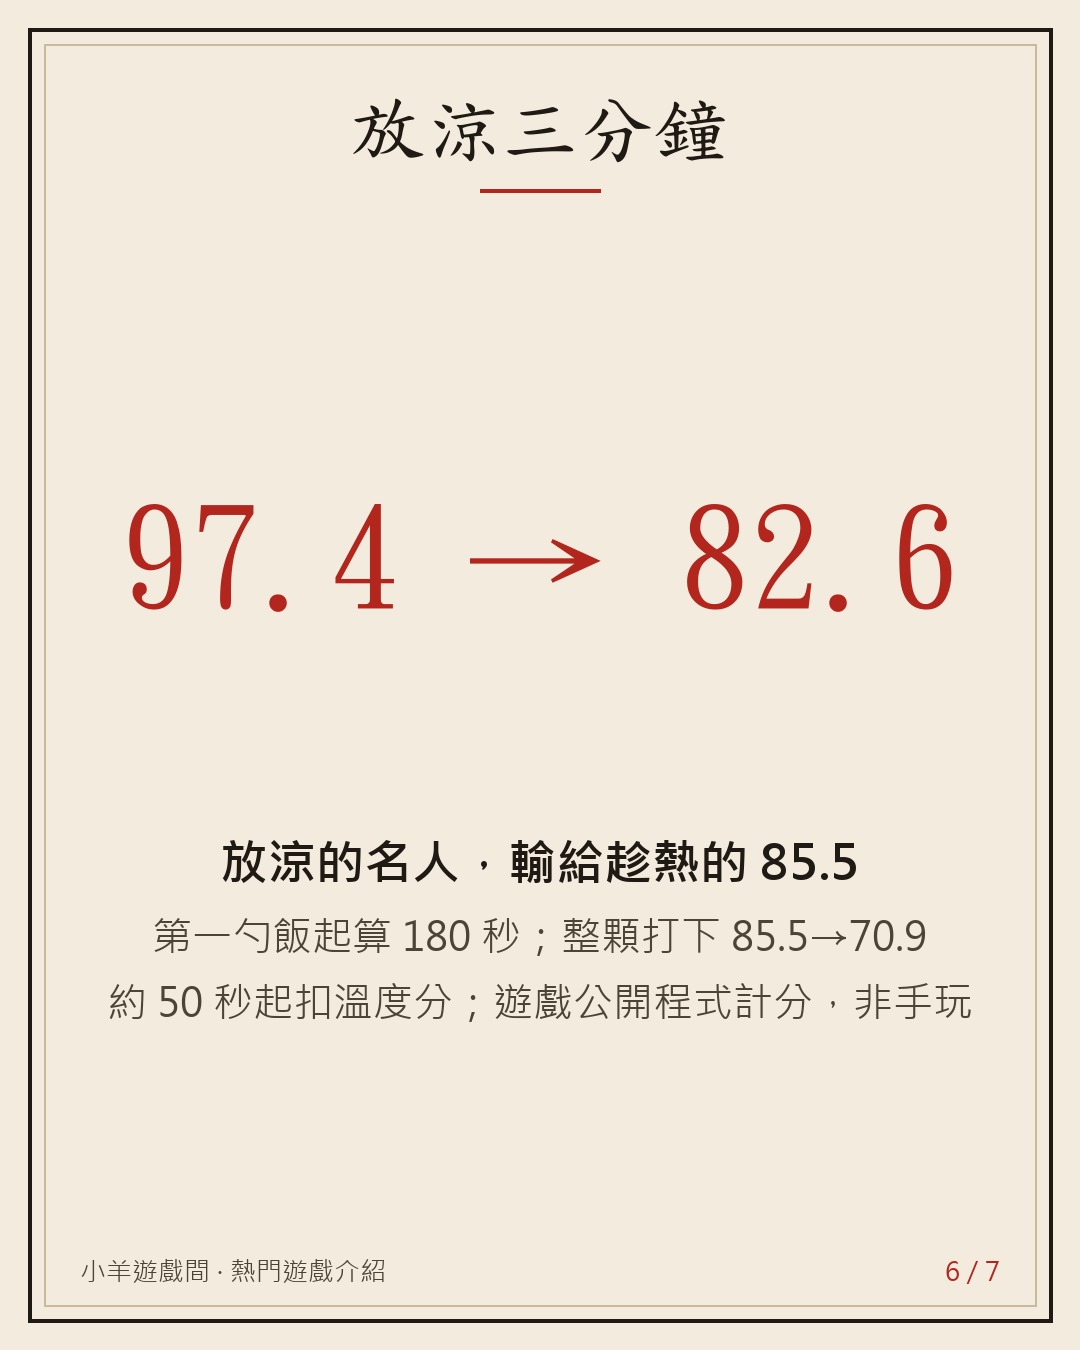 放涼三分鐘
97.4 → 82.6
放涼的名人，輸給趁熱的 85.5
第一勺飯起算 180 秒；整顆打下 85.5→70.9
約 50 秒起扣溫度分；遊戲公開程式計分，非手玩
小羊遊戲間 · 熱門遊戲介紹
6 / 7